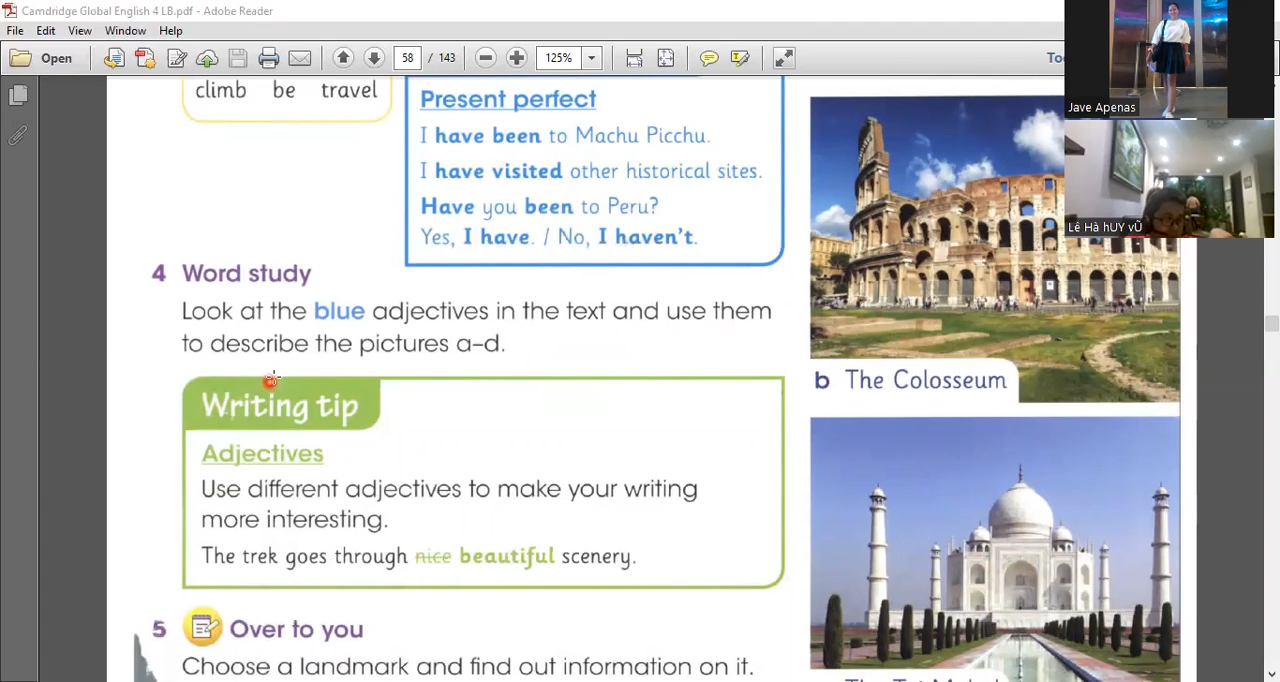 Camdridge Global English 4 LB.pdf - Adobe Reader
File Edit View Window Help
Open
58 / 143
125%
climb be travel
Present perfect
I have been to Machu Picchu.
I have visited other historical sites.
Have you been to Peru?
Yes, I have. / No, I haven't.
4 Word study
Look at the blue adjectives in the text and use them
to describe the pictures a–d.
Writing tip
Adjectives
Use different adjectives to make your writing
more interesting.
The trek goes through nice beautiful scenery.
5 Over to you
Choose a landmark and find out information on it.
b The Colosseum
Jave Apenas
Lê Hà hUY vŨ